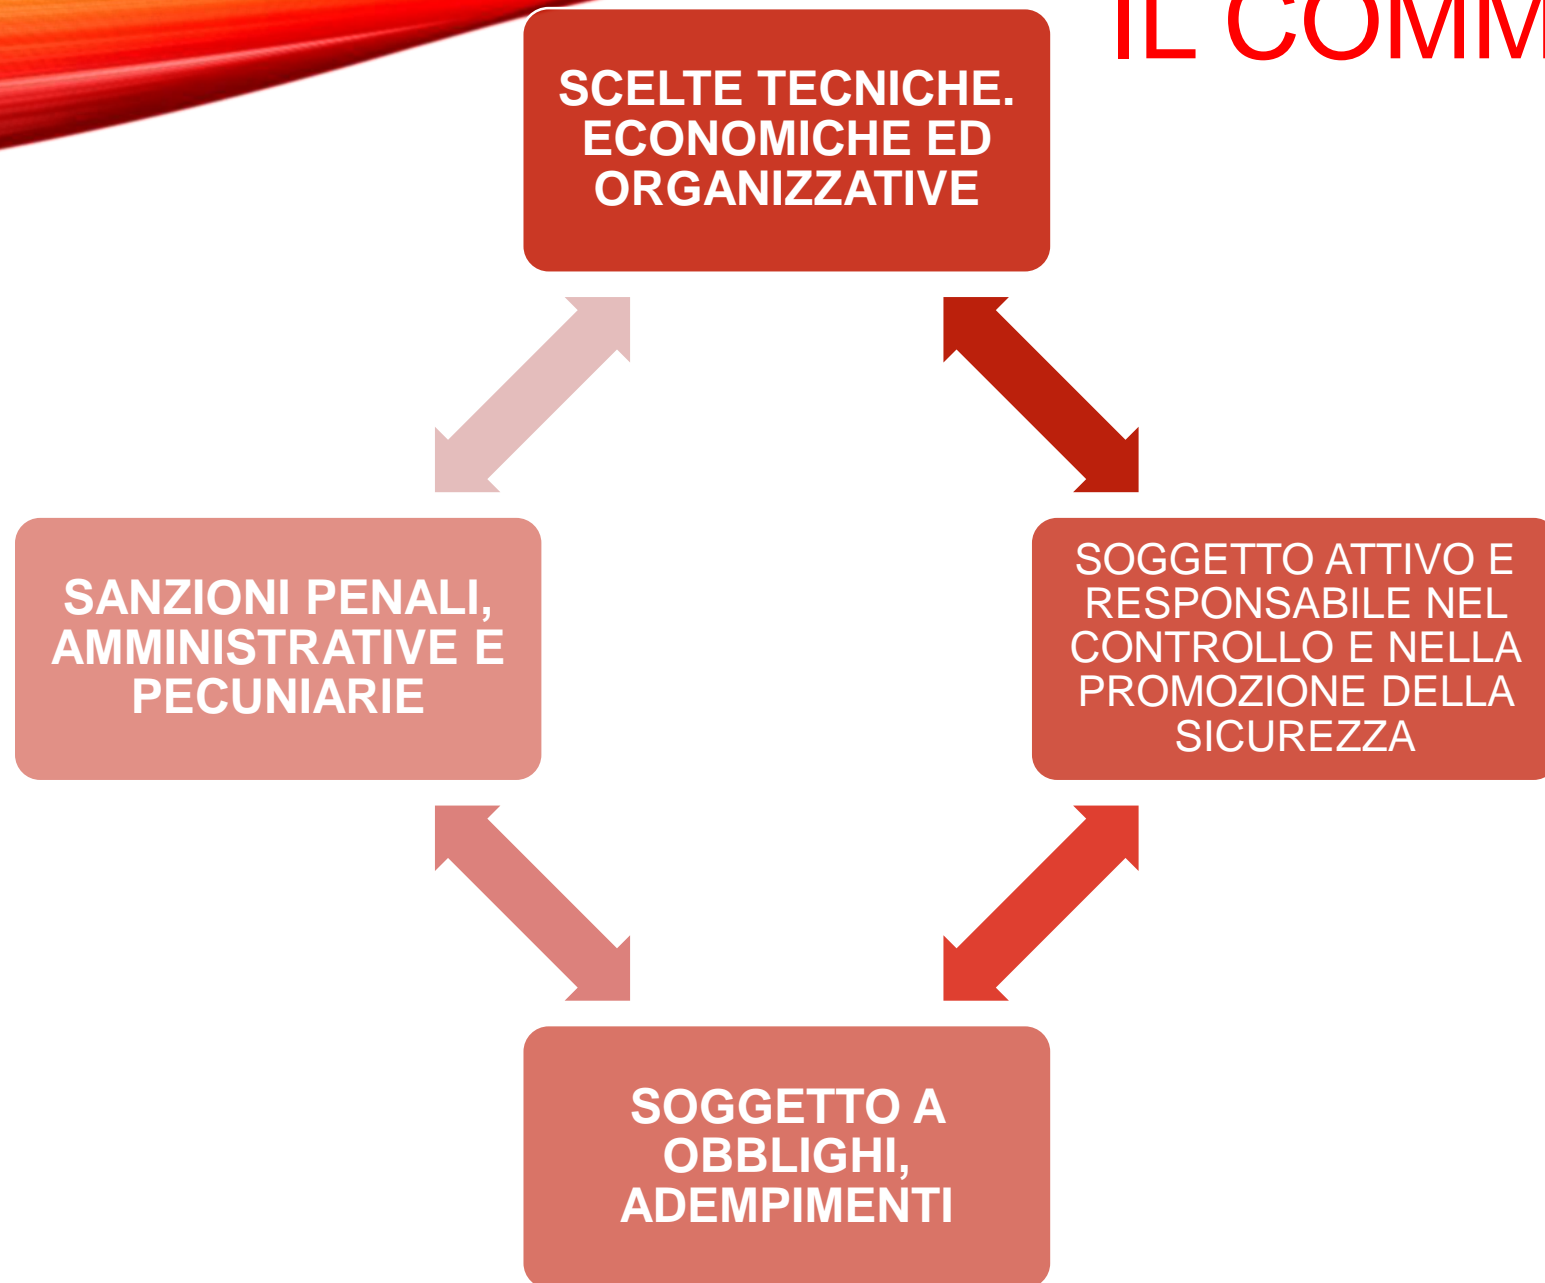 IL COMM
SCELTE TECNICHE.
ECONOMICHE ED
ORGANIZZATIVE
SOGGETTO ATTIVO E
RESPONSABILE NEL
CONTROLLO E NELLA
PROMOZIONE DELLA
SICUREZZA
SANZIONI PENALI,
AMMINISTRATIVE E
PECUNIARIE
SOGGETTO A
OBBLIGHI,
ADEMPIMENTI